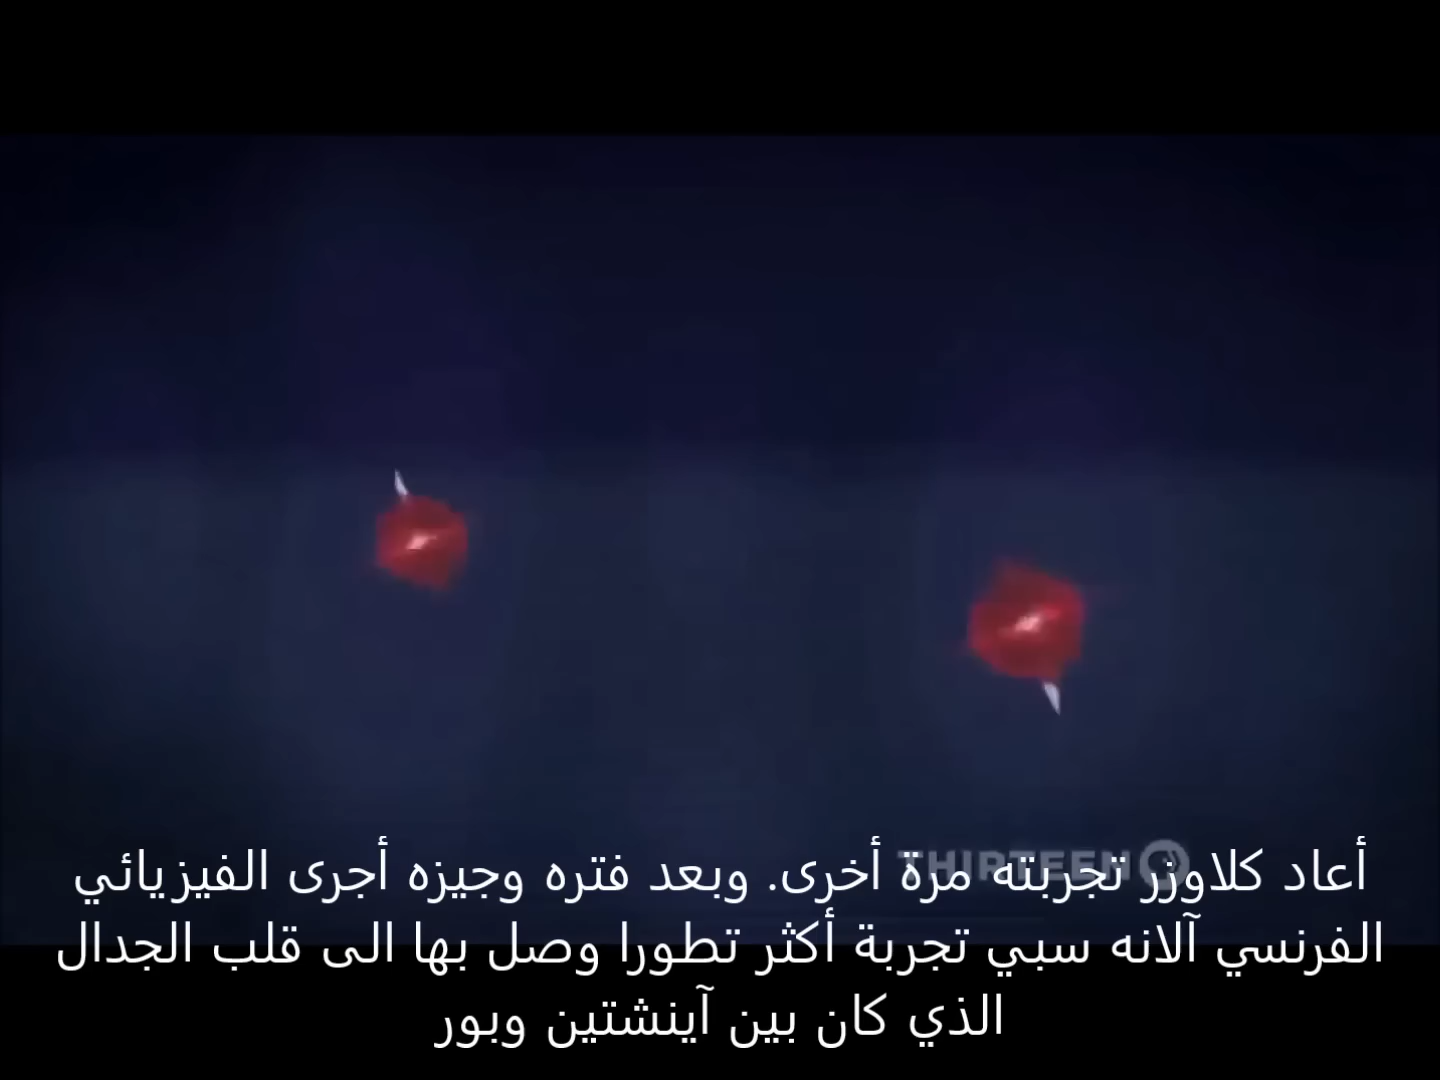 THIRTEEN
أعاد كلاوزر تجربته مرة أخرى. وبعد فتره وجيزه أجرى الفيزيائي
الفرنسي آلانه سبي تجربة أكثر تطورا وصل بها الى قلب الجدال
الذي كان بين آينشتين وبور